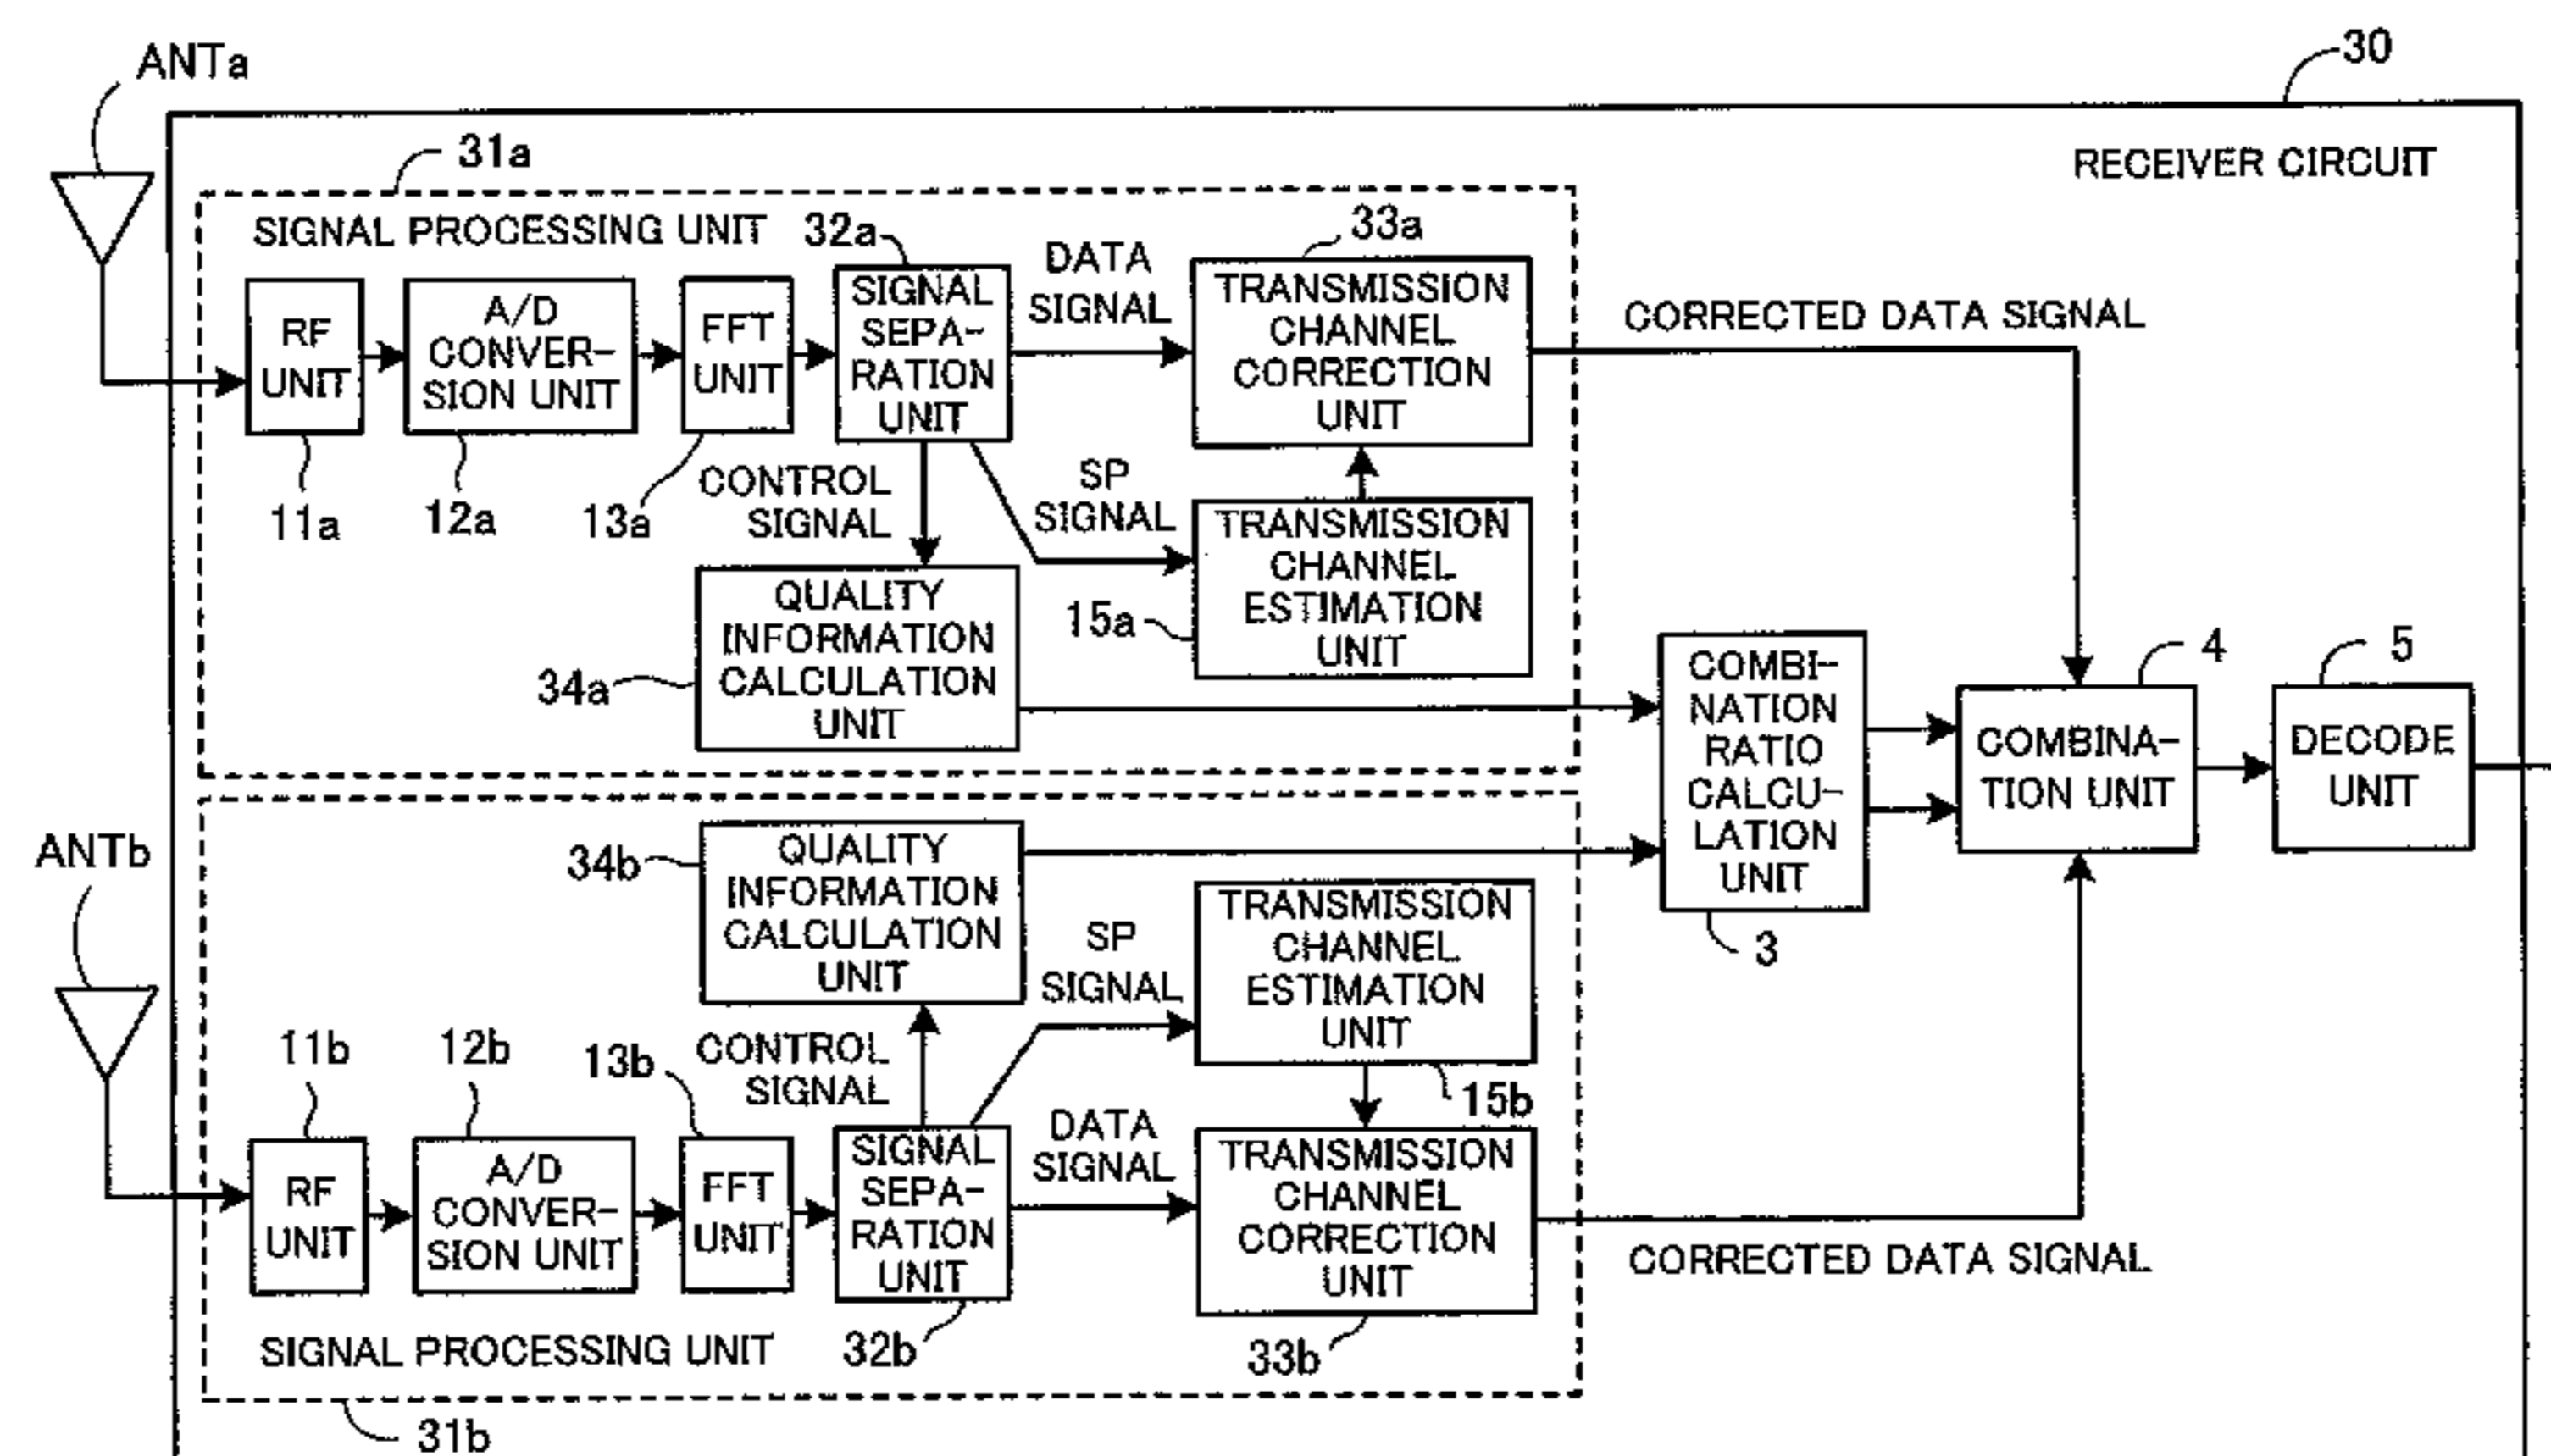 ANTa
30
31a
RECEIVER CIRCUIT
SIGNAL PROCESSING UNIT
32a
33a
DATA
SIGNAL
RF
UNIT
A/D
CONVER-
SION UNIT
FFT
UNIT
SIGNAL
SEPA-
RATION
UNIT
TRANSMISSION
CHANNEL
CORRECTION
UNIT
CORRECTED DATA SIGNAL
11a
12a
13a
CONTROL
SIGNAL
SP
SIGNAL
TRANSMISSION
CHANNEL
ESTIMATION
UNIT
15a
QUALITY
INFORMATION
CALCULATION
UNIT
34a
COMBI-
NATION
RATIO
CALCU-
LATION
UNIT
3
4
COMBINA-
TION UNIT
5
DECODE
UNIT
ANTb
34b
QUALITY
INFORMATION
CALCULATION
UNIT
SP
SIGNAL
TRANSMISSION
CHANNEL
ESTIMATION
UNIT
15b
11b
12b
13b
CONTROL
SIGNAL
DATA
SIGNAL
RF
UNIT
A/D
CONVER-
SION UNIT
FFT
UNIT
SIGNAL
SEPA-
RATION
UNIT
TRANSMISSION
CHANNEL
CORRECTION
UNIT
CORRECTED DATA SIGNAL
SIGNAL PROCESSING UNIT
32b
33b
31b